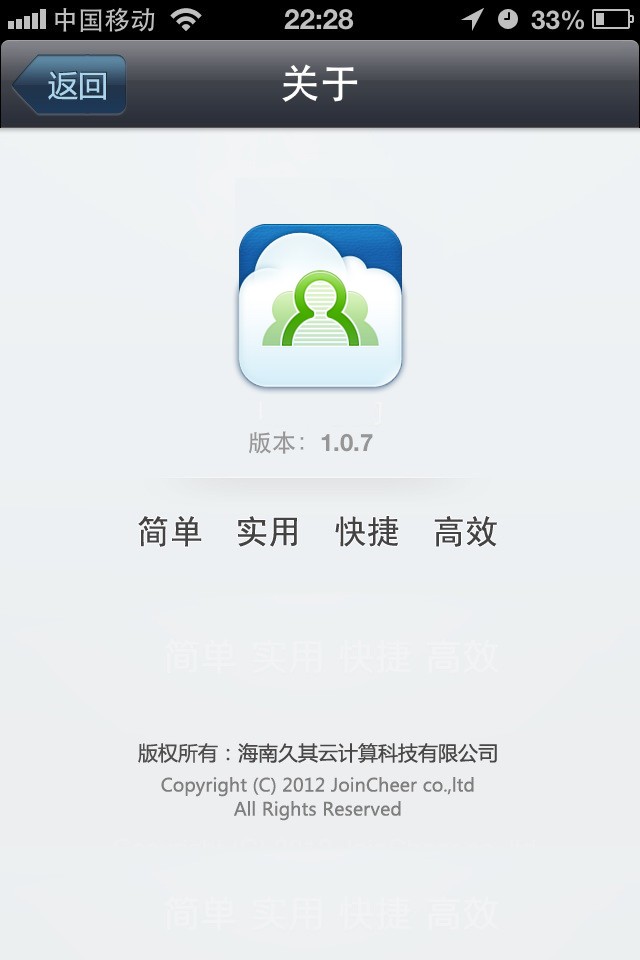 中国移动 22:28 33%
返回 关于
版本：1.0.7
简单 实用 快捷 高效
简单 实用 快捷 高效
版权所有：海南久其云计算科技有限公司
Copyright (C) 2012 JoinCheer co.,ltd
All Rights Reserved
简单 实用 快捷 高效